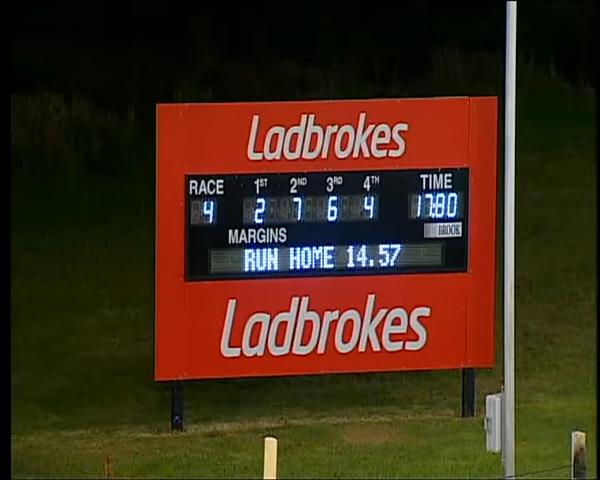 Ladbrokes
RACE 1ST 2ND 3RD 4TH TIME
4 2 7 6 4 17.80
BROOK
MARGINS
RUN HOME 14.57
Ladbrokes